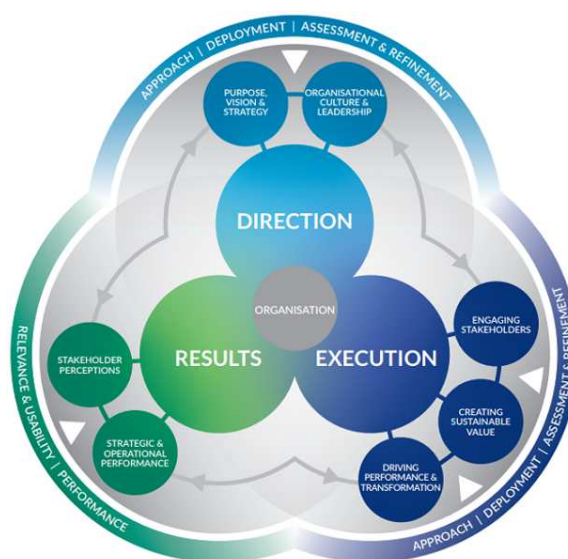 APPROACH | DEPLOYMENT | ASSESSMENT & REFINEMENT
PURPOSE,
VISION &
STRATEGY
ORGANISATIONAL
CULTURE &
LEADERSHIP
DIRECTION
ORGANISATION
RESULTS
EXECUTION
ENGAGING
STAKEHOLDERS
CREATING
SUSTAINABLE
VALUE
DRIVING
PERFORMANCE &
TRANSFORMATION
STAKEHOLDER
PERCEPTIONS
STRATEGIC
& OPERATIONAL
PERFORMANCE
RELEVANCE & USABILITY | PERFORMANCE
APPROACH | DEPLOYMENT | ASSESSMENT & REFINEMENT